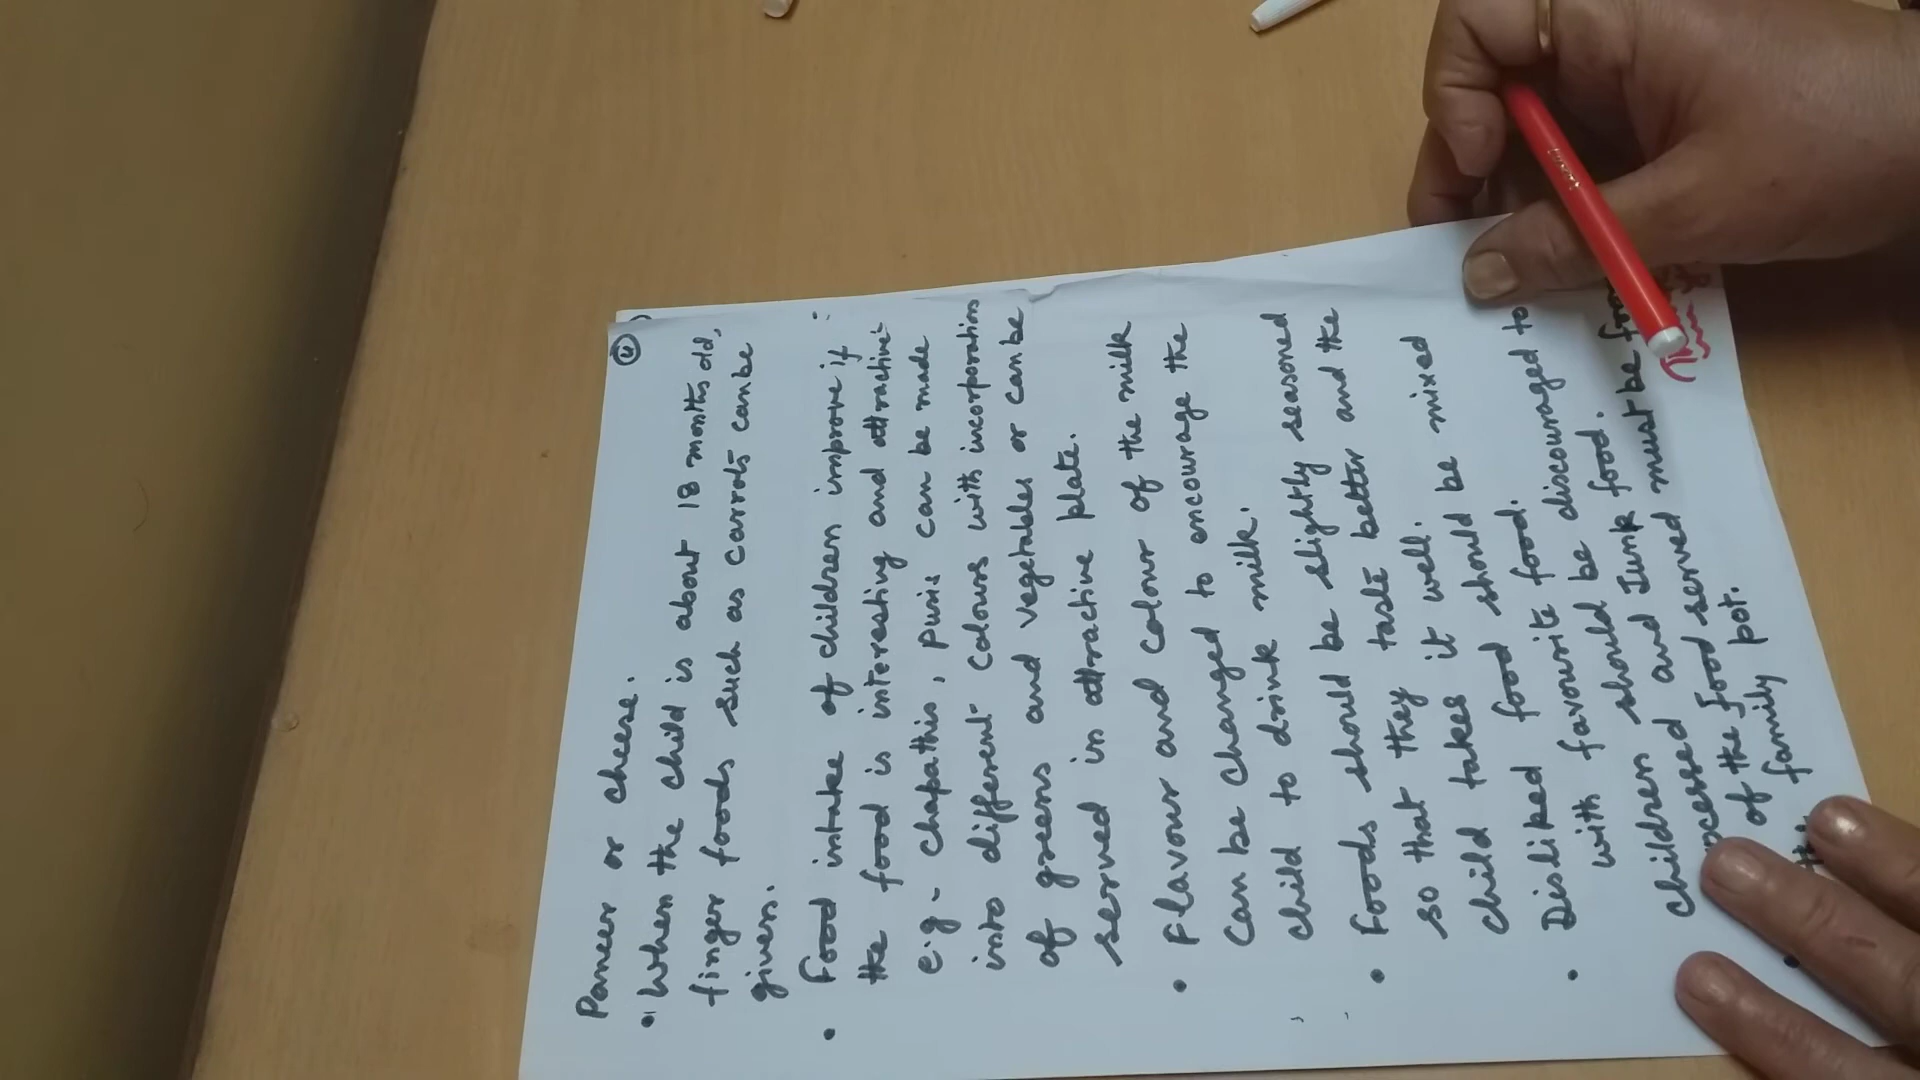 4
Paneer or cheese.
• When the child is about 18 months old,
finger foods such as carrots can be
given.
• Food intake of children improve if
the food is interesting and attractive.
e.g- chapathis, puris can be made
into different colours with incorporations
of greens and vegetables or can be
served in attractive plate.
• Flavour and colour of the milk
can be changed to encourage the
child to drink milk.
• Foods should be slightly seasoned
so that they taste better and the
child takes it well.
• Disliked food should be mixed
with favourite food.
children should be discouraged to
and Junk food.
of the food served must be
family pot.
the